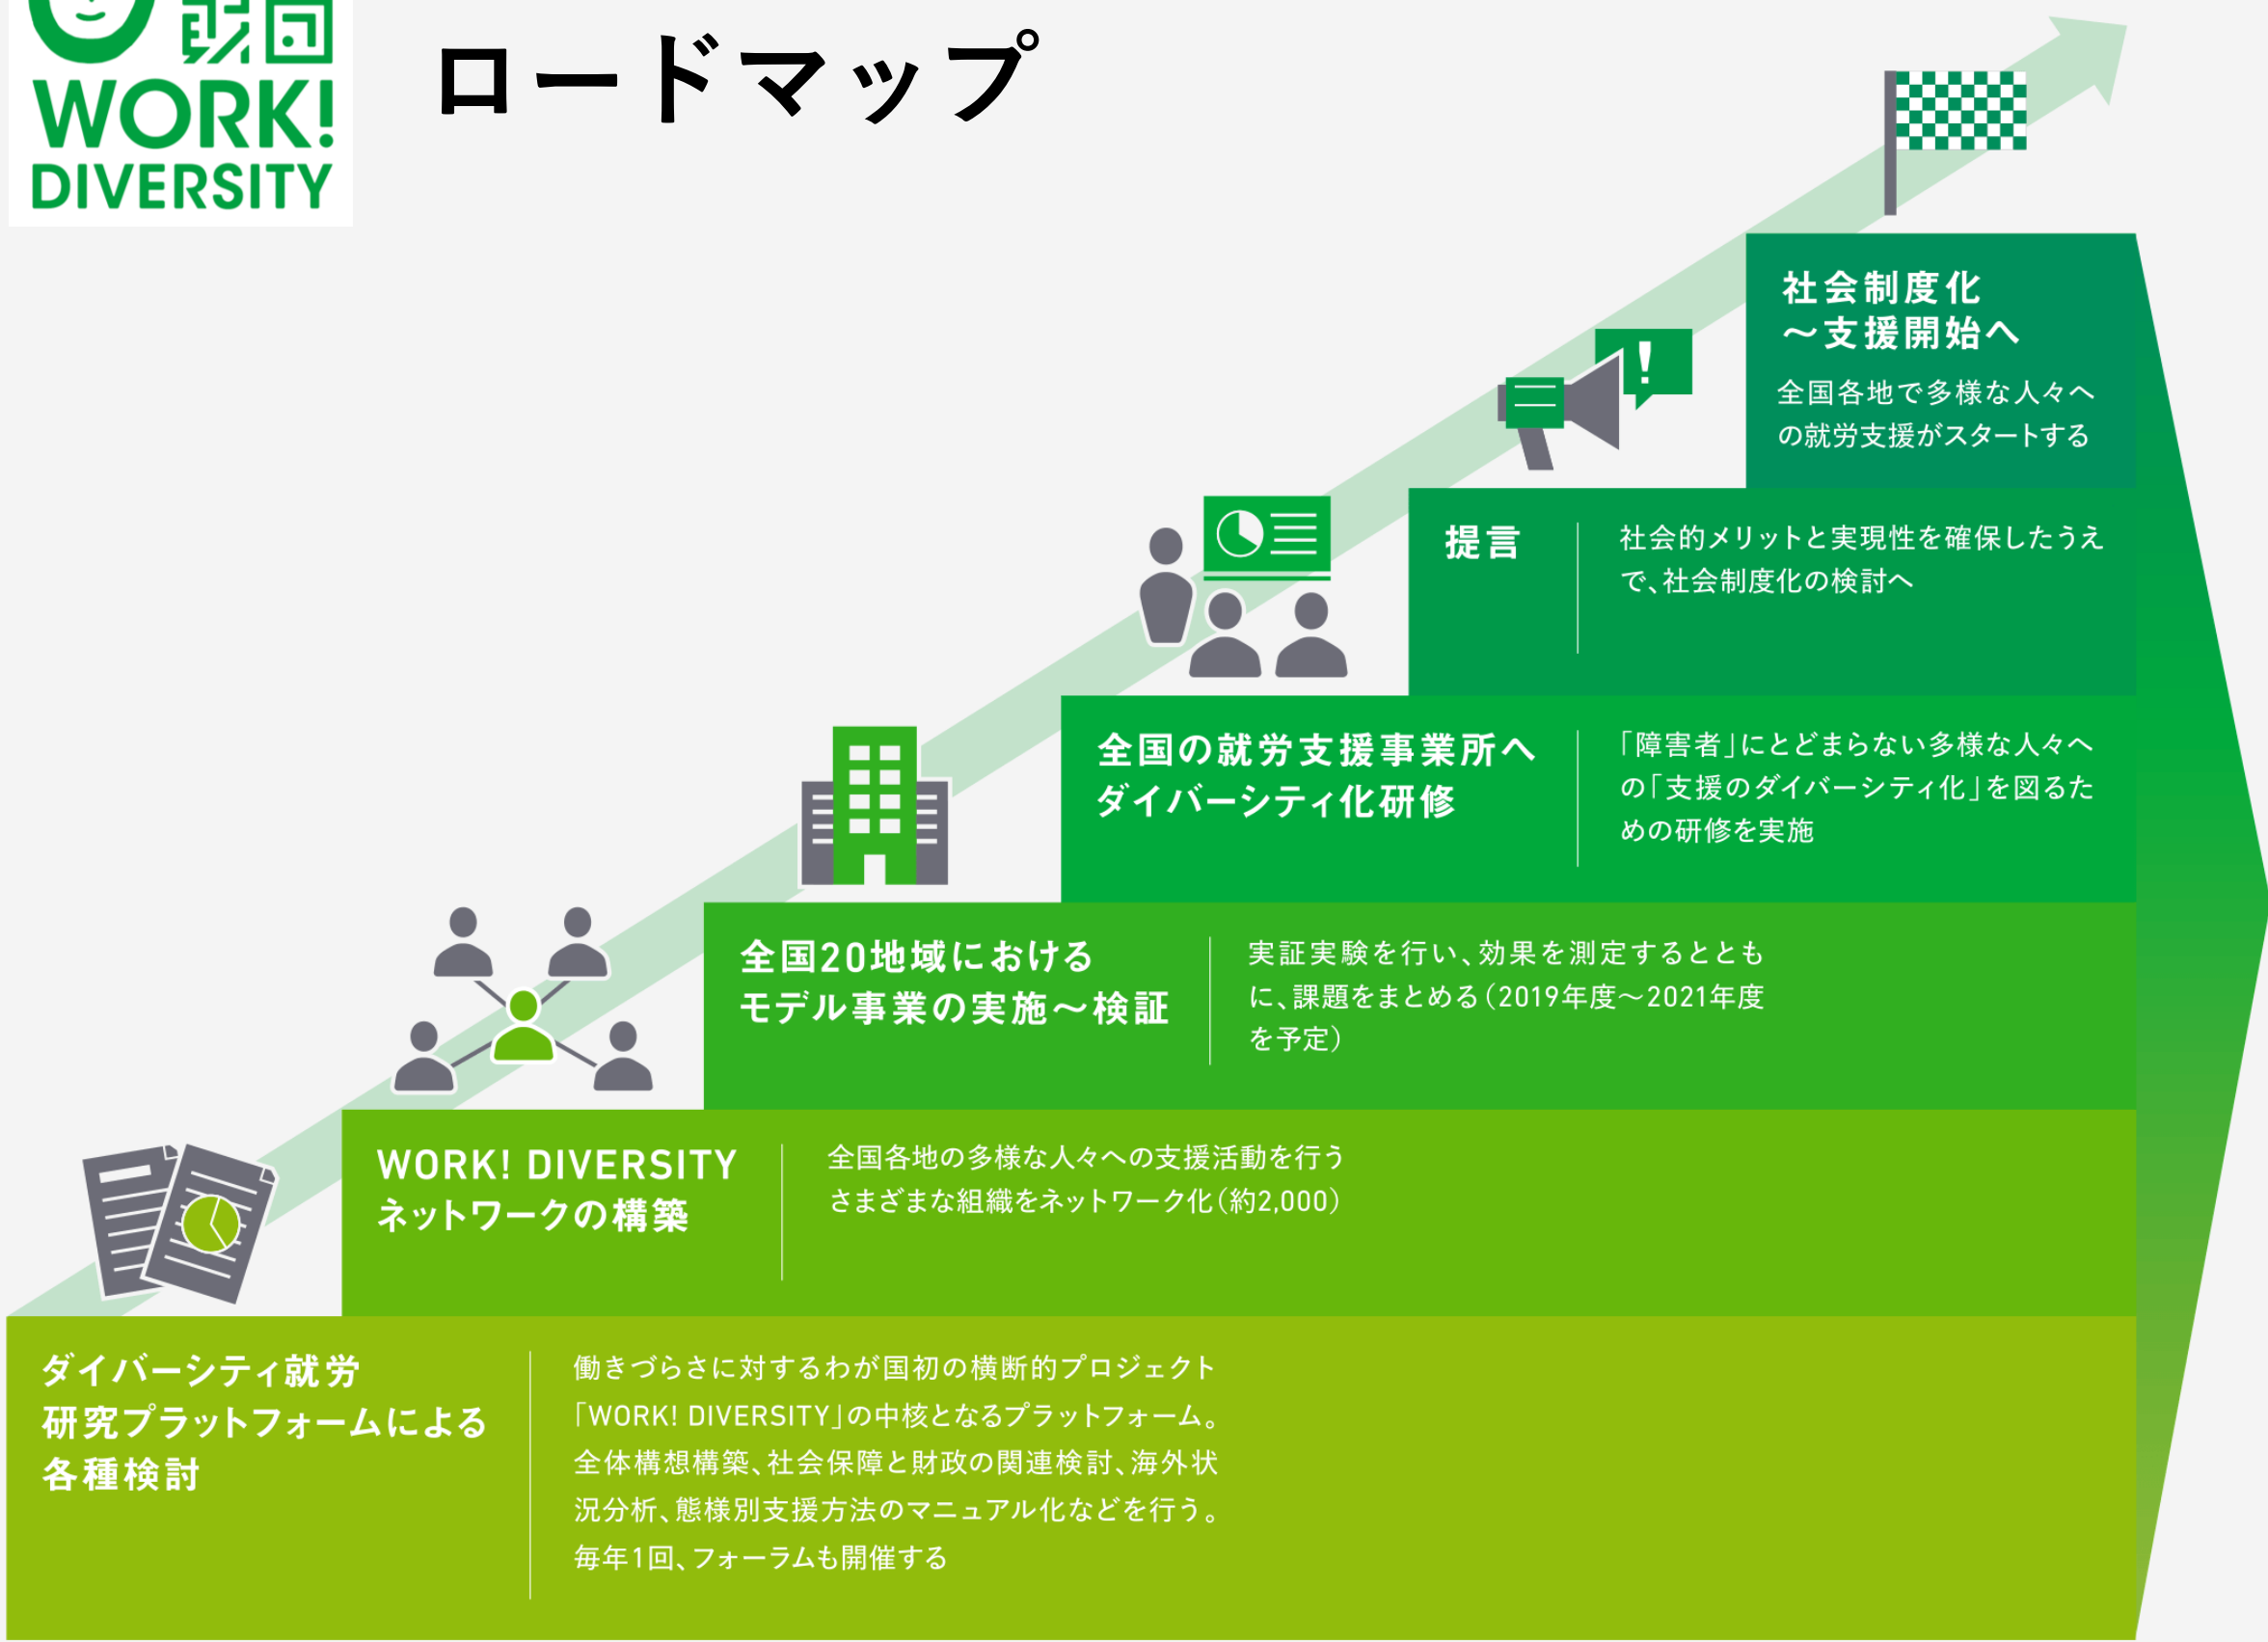 財団
WORK!
DIVERSITY
ロードマップ
社会制度化
～支援開始へ
全国各地で多様な人々へ
の就労支援がスタートする
!
提言
社会的メリットと実現性を確保したうえ
で、社会制度化の検討へ
全国の就労支援事業所へ
ダイバーシティ化研修
「障害者」にとどまらない多様な人々へ
の「支援のダイバーシティ化」を図るた
めの研修を実施
全国20地域における
モデル事業の実施～検証
実証実験を行い、効果を測定するととも
に、課題をまとめる（2019年度～2021年度
を予定）
WORK! DIVERSITY
ネットワークの構築
全国各地の多様な人々への支援活動を行う
さまざまな組織をネットワーク化（約2,000）
ダイバーシティ就労
研究プラットフォームによる
各種検討
働きづらさに対するわが国初の横断的プロジェクト
「WORK! DIVERSITY」の中核となるプラットフォーム。
全体構想構築、社会保障と財政の関連検討、海外状
況分析、態様別支援方法のマニュアル化などを行う。
毎年1回、フォーラムも開催する